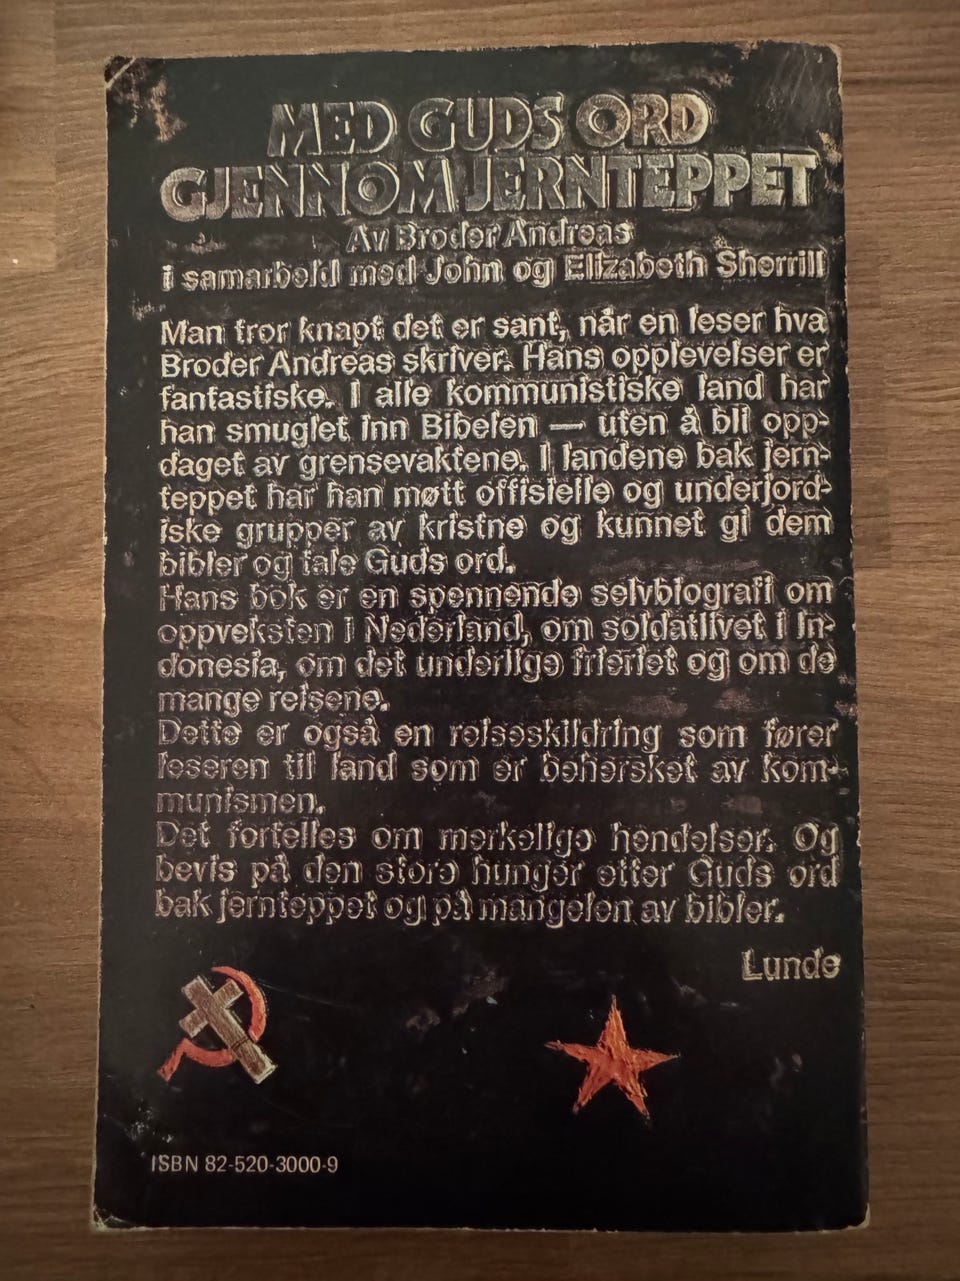 MED GUDS ORD
GJENNOM JERNTEPPET
Av Broder Andreas
i samarbeid med John og Elizabeth Sherrill
Man tror knapt det er sant, når en leser hva
Broder Andreas skriver. Hans opplevelser er
fantastiske. I alle kommunistiske land har
han smuglet inn Bibelen — uten å bli opp-
daget av grensevaktene. I landene bak jern-
teppet har han møtt offisielle og underjord-
iske grupper av kristne og kunnet gi dem
bibler og tale Guds ord.
Hans bok er en spennende selvbiografi om
oppveksten i Nederland, om soldatlivet i In-
donesia, om det underlige frieriet og om de
mange reisene.
Dette er også en reiseskildring som fører
leseren til land som er behersket av kom-
munismen.
Det fortelles om merkelige hendelser. Og
bevis på den store hunger etter Guds ord
bak jernteppet og på mangelen av bibler.
Lunde
ISBN 82-520-3000-9